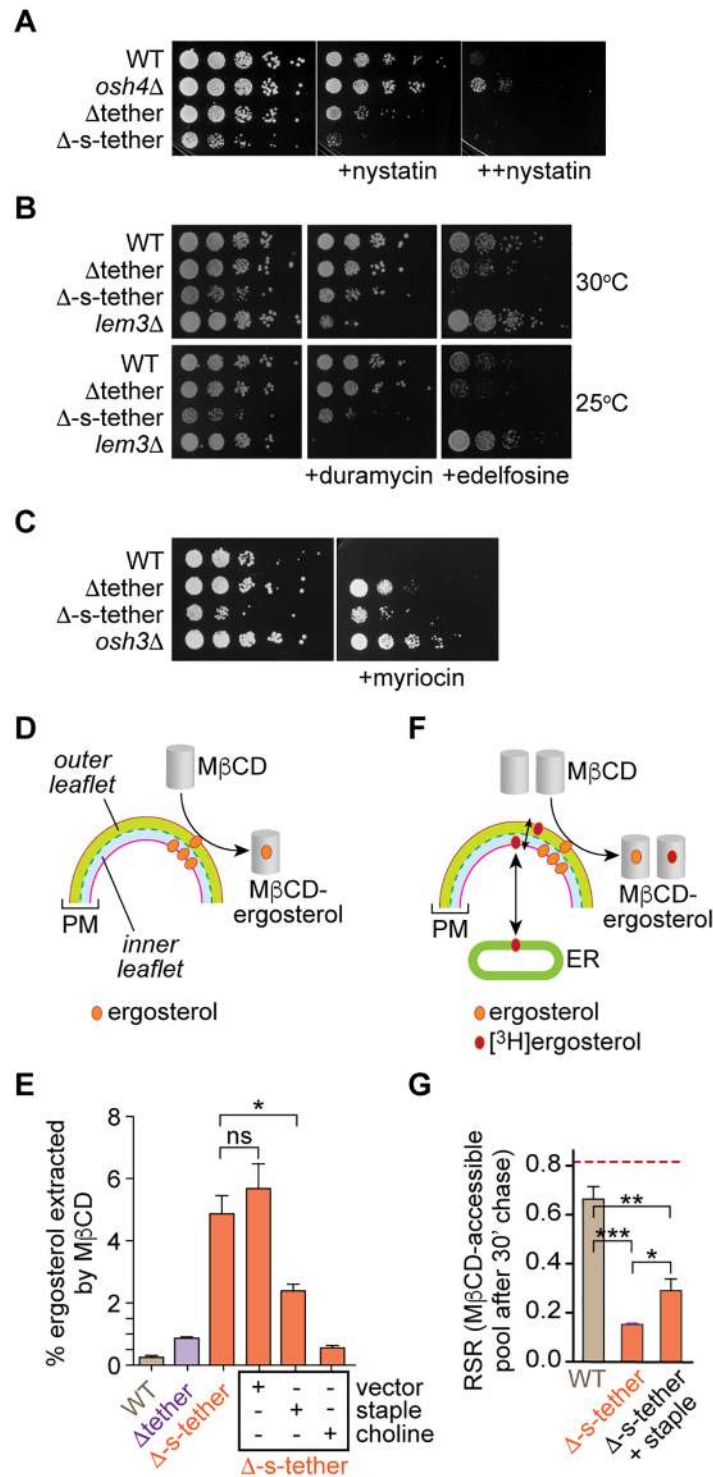 A
WT
osh4Δ
Δtether
Δ-s-tether
+nystatin
++nystatin
B
WT
Δtether
Δ-s-tether
lem3Δ
30°C
WT
Δtether
Δ-s-tether
lem3Δ
25°C
+duramycin
+edelfosine
C
WT
Δtether
Δ-s-tether
osh3Δ
+myriocin
D
outer
leaflet
MβCD
MβCD-
ergosterol
PM
inner
leaflet
ergosterol
F
MβCD
MβCD-
ergosterol
PM
ER
ergosterol
[³H]ergosterol
E
% ergosterol extracted
by MβCD
8
6
4
2
0
ns
*
WT
Δtether
Δ-s-tether
+ - - vector
- + - staple
- - + choline
Δ-s-tether
G
RSR (MβCD-accessible
pool after 30' chase)
0.8
0.6
0.4
0.2
0.0
**
***
*
WT
Δ-s-tether
Δ-s-tether
+ staple